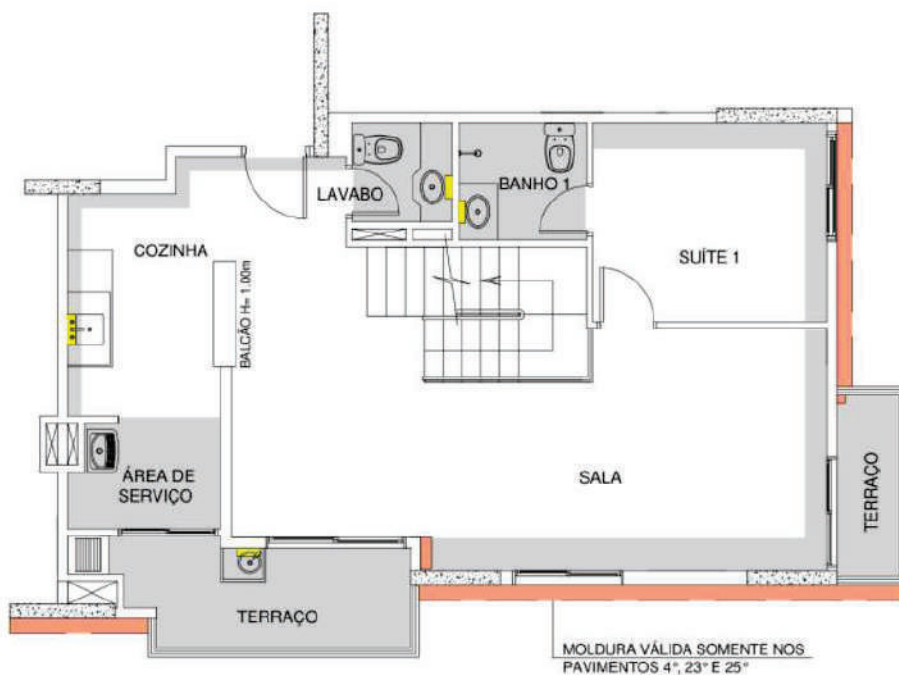 LAVABO
BANHO 1
COZINHA
SUÍTE 1
BALCÃO H= 1.00m
ÁREA DE
SERVIÇO
SALA
TERRAÇO
TERRAÇO
MOLDURA VÁLIDA SOMENTE NOS
PAVIMENTOS 4°, 23° E 25°